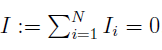 I := ∑_{i=1}^{N} I_i = 0